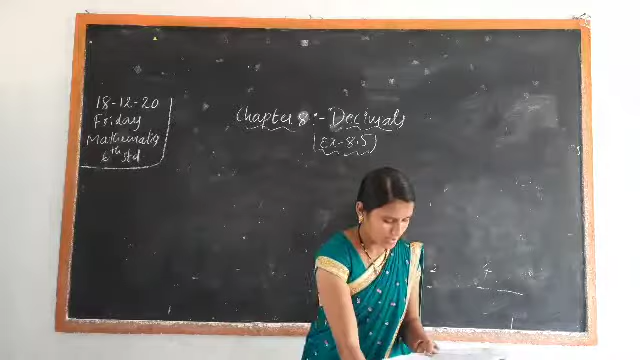 18-12-20
Friday
Mathematics
6th std
Chapter 8 :- Decimals
Ex-8.5